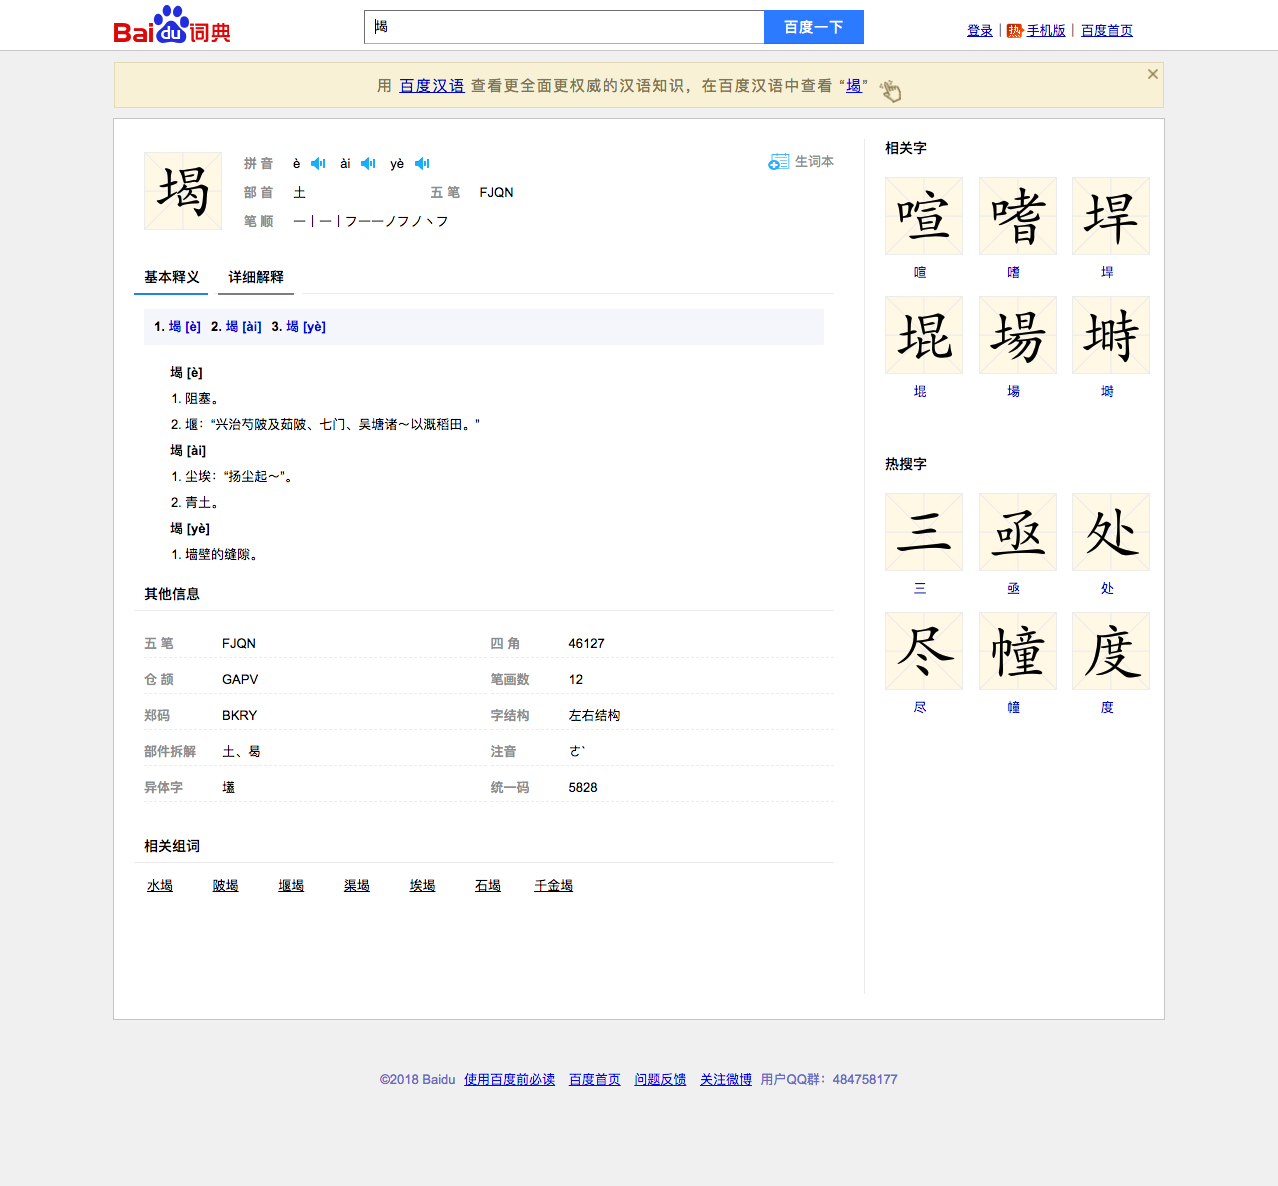 Bai du 词典
堨
百度一下
登录 | 热 手机版 | 百度首页
用 百度汉语 查看更全面更权威的汉语知识，在百度汉语中查看 “堨”
堨
拼 音 è ài yè
生词本
部 首 土 五 笔 FJQN
笔 顺 一丨一丨フ一一ノフノ丶フ
基本释义 详细解释
1. 堨 [è] 2. 堨 [ài] 3. 堨 [yè]
堨 [è]
1. 阻塞。
2. 堰：“兴治芍陂及茹陂、七门、吴塘诸～以溉稻田。”
堨 [ài]
1. 尘埃：“扬尘起～”。
2. 青土。
堨 [yè]
1. 墙壁的缝隙。
其他信息
五 笔 FJQN 四 角 46127
仓 颉 GAPV 笔画数 12
郑码 BKRY 字结构 左右结构
部件拆解 土、曷 注音 ㄜˋ
异体字 壒 统一码 5828
相关组词
水堨 陂堨 堰堨 渠堨 埃堨 石堨 千金堨
相关字
喧 嗜 垾
喧 嗜 垾
堒 場 塒
堒 場 塒
热搜字
三 亟 处
三 亟 处
尽 幢 度
尽 幢 度
©2018 Baidu 使用百度前必读 百度首页 问题反馈 关注微博 用户QQ群：484758177